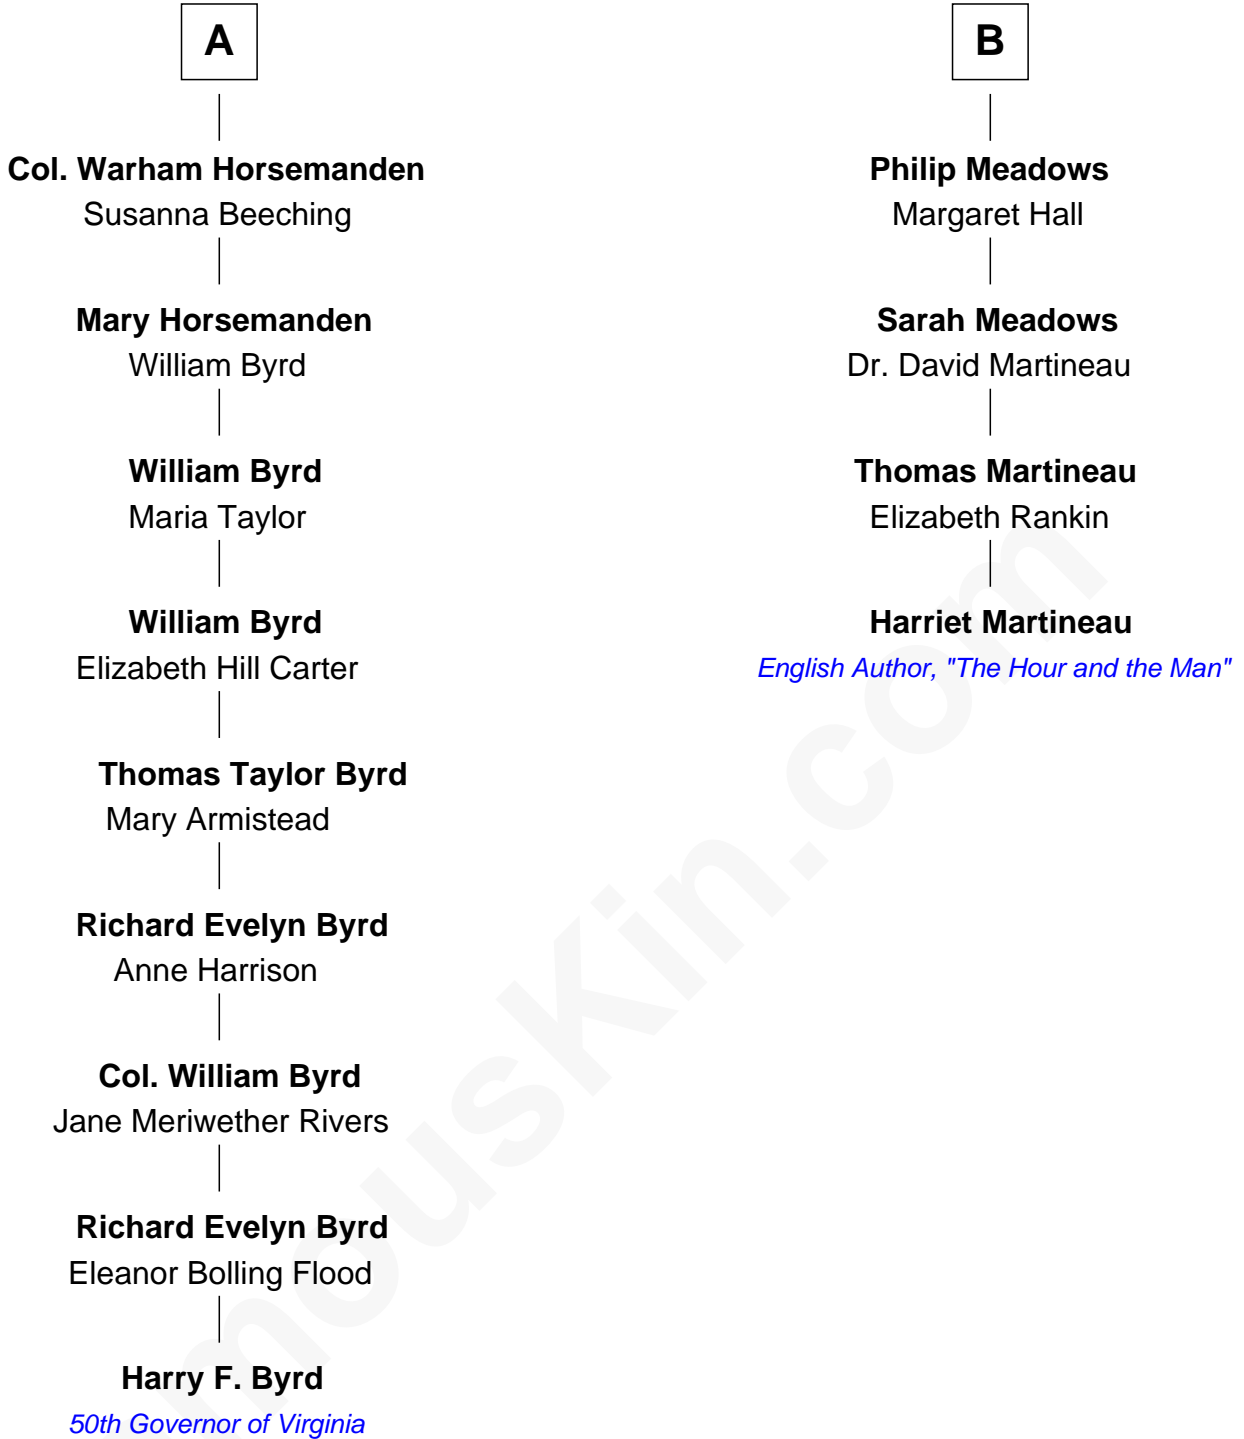 A
Col. Warham Horsemanden
Susanna Beeching
Mary Horsemanden
William Byrd
William Byrd
Maria Taylor
William Byrd
Elizabeth Hill Carter
Thomas Taylor Byrd
Mary Armistead
Richard Evelyn Byrd
Anne Harrison
Col. William Byrd
Jane Meriwether Rivers
Richard Evelyn Byrd
Eleanor Bolling Flood
Harry F. Byrd
50th Governor of Virginia
B
Philip Meadows
Margaret Hall
Sarah Meadows
Dr. David Martineau
Thomas Martineau
Elizabeth Rankin
Harriet Martineau
English Author, "The Hour and the Man"
mousKin.com